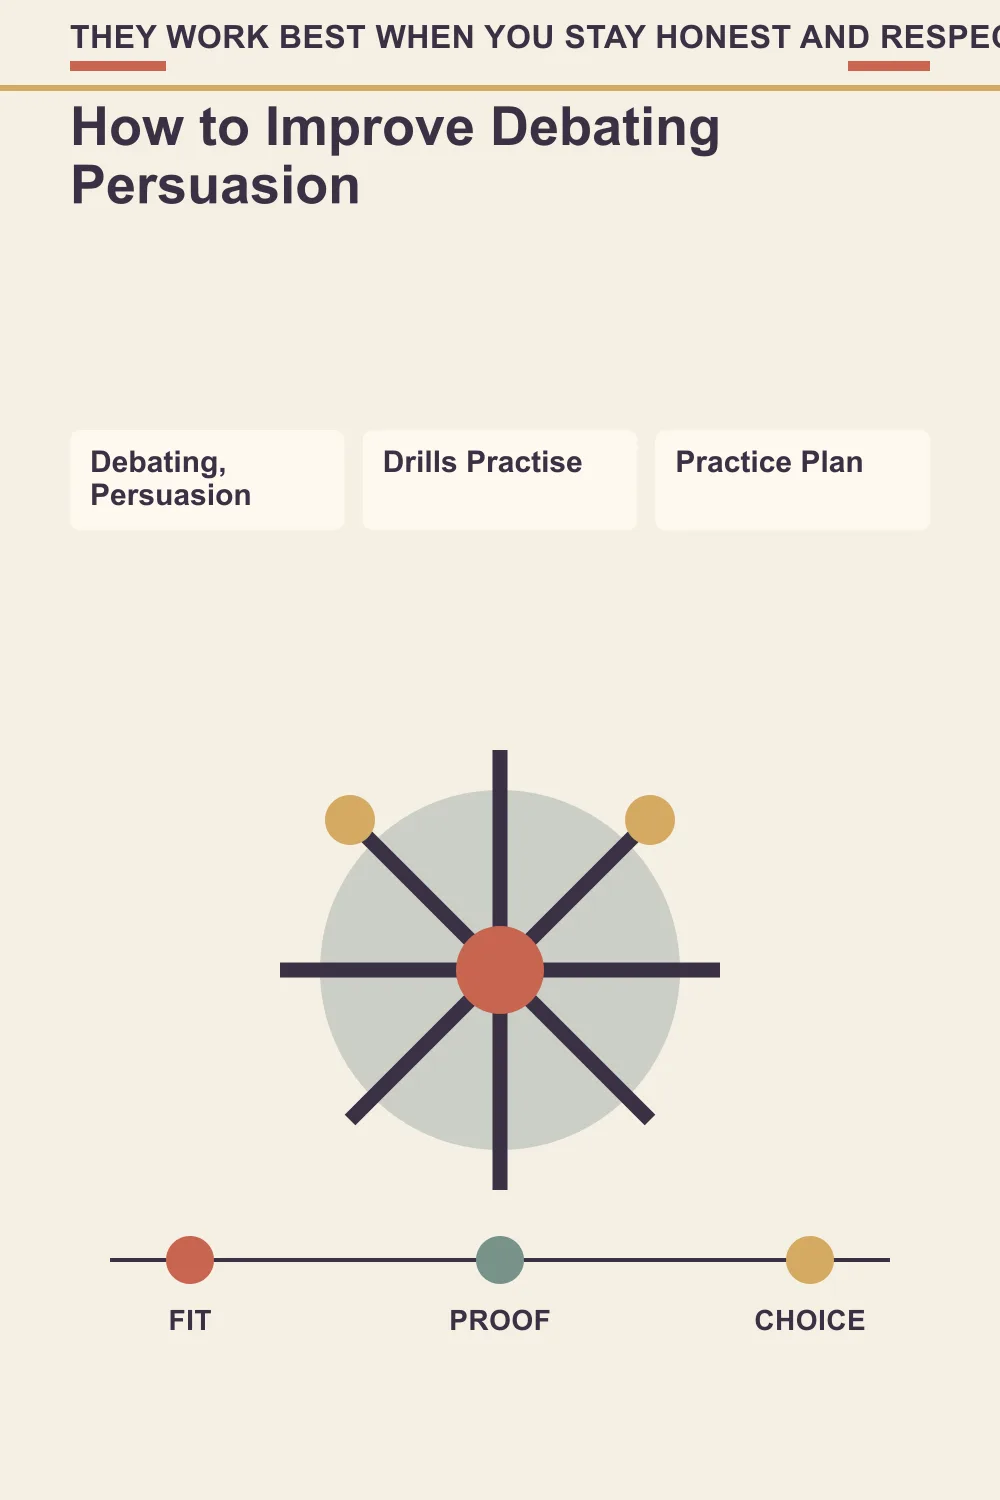 THEY WORK BEST WHEN YOU STAY HONEST AND RESPEC
How to Improve Debating
Persuasion
Debating,
Persuasion
Drills Practise
Practice Plan
FIT
PROOF
CHOICE